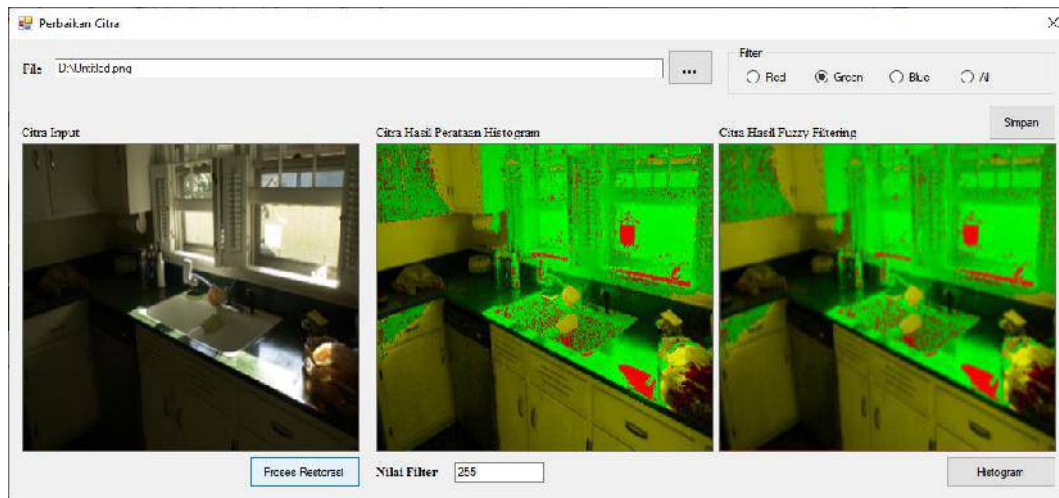 Perbaikan Citra
File D:\Untitled.png ...
Filter
Red Green Blue All
Simpan
Citra Input
Citra Hasil Perataan Histogram
Citra Hasil Fuzzy Filtering
Proses Restorasi
Nilai Filter 255
Histogram